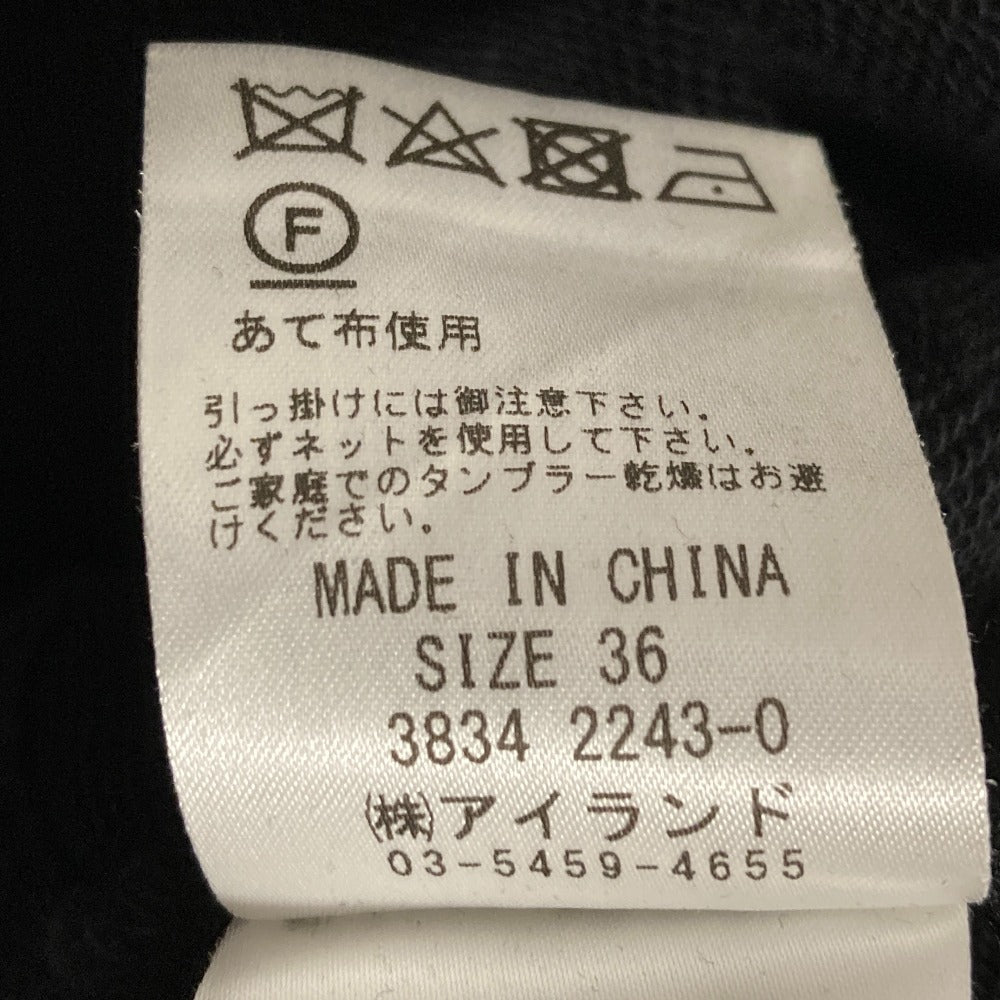 F
あて布使用
引っ掛けには御注意下さい。
必ずネットを使用して下さい。
ご家庭でのタンブラー乾燥はお避
けください。
MADE IN CHINA
SIZE 36
3834 2243-0
㈱アイランド
03-5459-4655